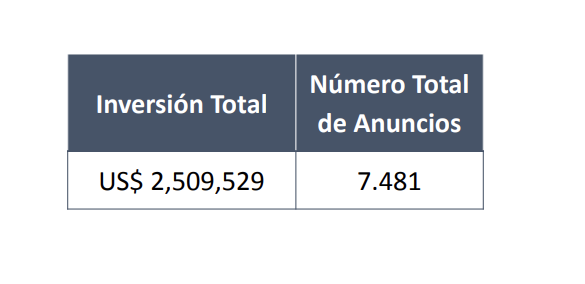 Inversión Total
Número Total
de Anuncios
US$ 2,509,529
7.481